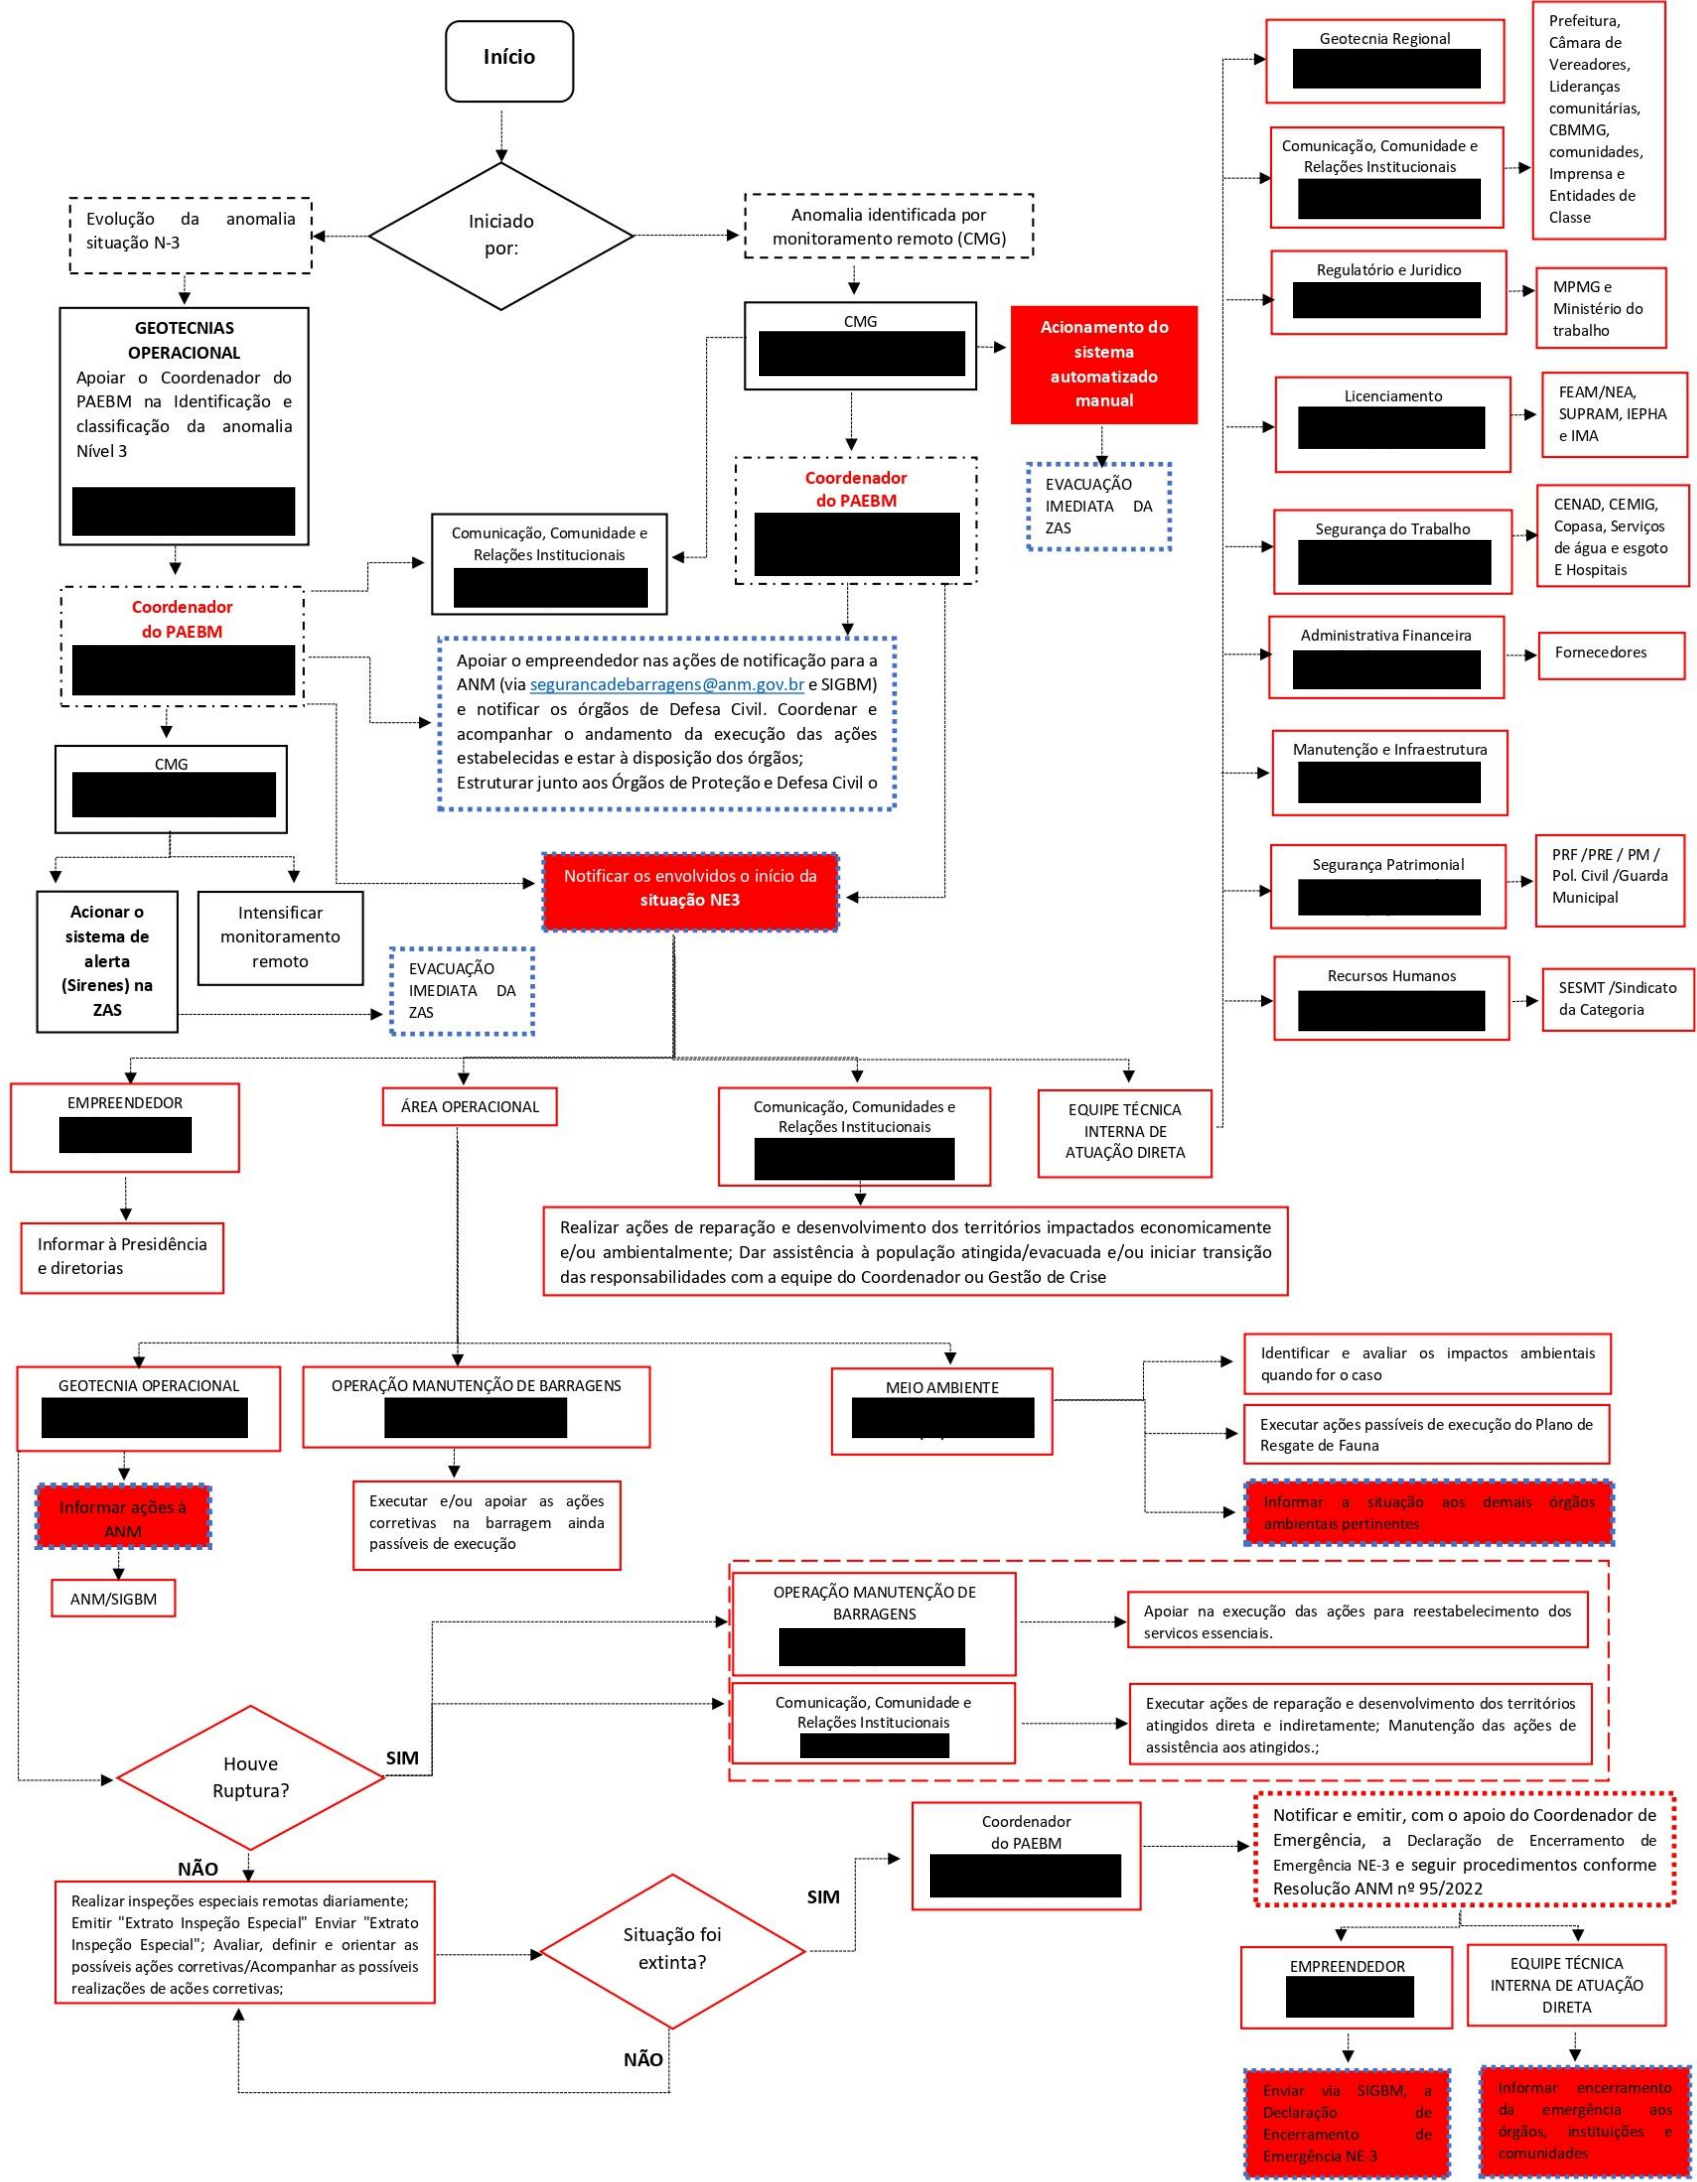 Início
Iniciado
por:
Evolução da anomalia
situação N-3
Anomalia identificada por
monitoramento remoto (CMG)
GEOTECNIAS
OPERACIONAL
Apoiar o Coordenador do
PAEBM na Identificação e
classificação da anomalia
Nível 3
CMG
Acionamento do
sistema
automatizado
manual
EVACUAÇÃO
IMEDIATA DA
ZAS
Coordenador
do PAEBM
Comunicação, Comunidade e
Relações Institucionais
Coordenador
do PAEBM
Apoiar o empreendedor nas ações de notificação para a
ANM (via segurancadebarragens@anm.gov.br e SIGBM)
e notificar os órgãos de Defesa Civil. Coordenar e
acompanhar o andamento da execução das ações
estabelecidas e estar à disposição dos órgãos;
Estruturar junto aos Órgãos de Proteção e Defesa Civil o
CMG
Acionar o
sistema de
alerta
(Sirenes) na
ZAS
Intensificar
monitoramento
remoto
EVACUAÇÃO
IMEDIATA DA
ZAS
Notificar os envolvidos o início da
situação NE3
Geotecnia Regional
Prefeitura,
Câmara de
Vereadores,
Lideranças
comunitárias,
CBMMG,
comunidades,
Imprensa e
Entidades de
Classe
Comunicação, Comunidade e
Relações Institucionais
Regulatório e Juridico
MPMG e
Ministério do
trabalho
Licenciamento
FEAM/NEA,
SUPRAM, IEPHA
e IMA
Segurança do Trabalho
CENAD, CEMIG,
Copasa, Serviços
de água e esgoto
E Hospitais
Administrativa Financeira
Fornecedores
Manutenção e Infraestrutura
Segurança Patrimonial
PRF /PRE / PM /
Pol. Civil /Guarda
Municipal
Recursos Humanos
SESMT /Sindicato
da Categoria
EMPREENDEDOR
ÁREA OPERACIONAL
Comunicação, Comunidades e
Relações Institucionais
EQUIPE TÉCNICA
INTERNA DE
ATUAÇÃO DIRETA
Informar à Presidência
e diretorias
Realizar ações de reparação e desenvolvimento dos territórios impactados economicamente
e/ou ambientalmente; Dar assistência à população atingida/evacuada e/ou iniciar transição
das responsabilidades com a equipe do Coordenador ou Gestão de Crise
GEOTECNIA OPERACIONAL
OPERAÇÃO MANUTENÇÃO DE BARRAGENS
MEIO AMBIENTE
Identificar e avaliar os impactos ambientais
quando for o caso
Executar ações passíveis de execução do Plano de
Resgate de Fauna
Informar a situação aos demais órgãos
ambientais pertinentes
Informar ações à
ANM
ANM/SIGBM
Executar e/ou apoiar as ações
corretivas na barragem ainda
passíveis de execução
OPERAÇÃO MANUTENÇÃO DE
BARRAGENS
Apoiar na execução das ações para reestabelecimento dos
serviços essenciais.
Comunicação, Comunidade e
Relações Institucionais
Executar ações de reparação e desenvolvimento dos territórios
atingidos direta e indiretamente; Manutenção das ações de
assistência aos atingidos.;
Houve
Ruptura?
SIM
NÃO
Realizar inspeções especiais remotas diariamente;
Emitir "Extrato Inspeção Especial" Enviar "Extrato
Inspeção Especial"; Avaliar, definir e orientar as
possíveis ações corretivas/Acompanhar as possíveis
realizações de ações corretivas;
Situação foi
extinta?
SIM
NÃO
Coordenador
do PAEBM
Notificar e emitir, com o apoio do Coordenador de
Emergência, a Declaração de Encerramento de
Emergência NE-3 e seguir procedimentos conforme
Resolução ANM nº 95/2022
EMPREENDEDOR
EQUIPE TÉCNICA
INTERNA DE ATUAÇÃO
DIRETA
Enviar via SIGBM, a
Declaração de
Encerramento de
Emergência NE-3
Informar encerramento
da emergência aos
órgãos, instituições e
comunidades